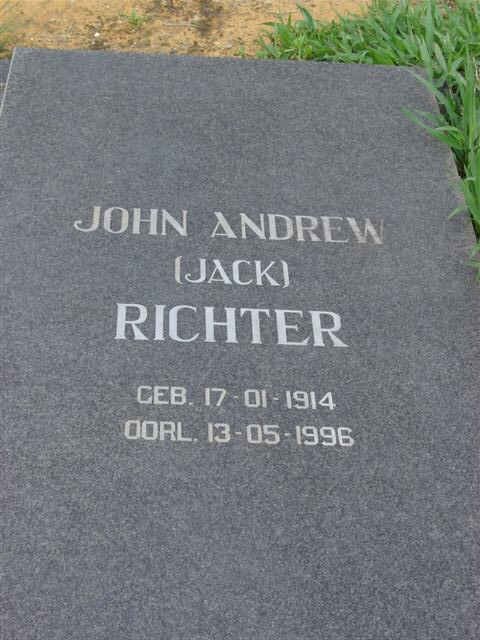 JOHN ANDREW
(JACK)
RICHTER
GEB. 17-01-1914
OORL. 13-05-1996